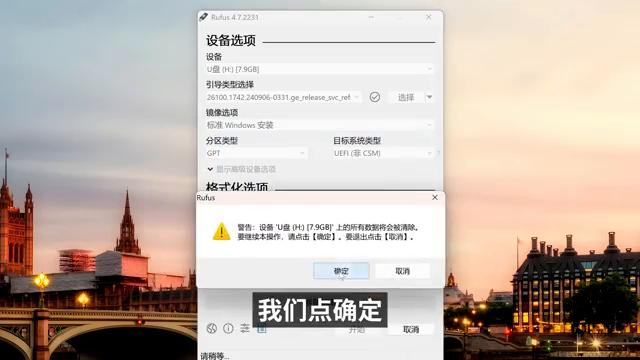 Rufus 4.7.2231
设备选项
设备
U盘 (H:) [7.9GB]
引导类型选择
26100.1742.240906-0331.ge_release_svc_ref
选择
镜像选项
标准 Windows 安装
分区类型
目标系统类型
GPT
UEFI (非 CSM)
?
显示高级设备选项
格式化选项
Rufus
警告：设备 'U盘 (H:) [7.9GB]' 上的所有数据将会被清除。
要继续本操作，请点击【确定】。要退出点击【取消】。
确定
取消
我们点确定
开始
取消
请稍等..